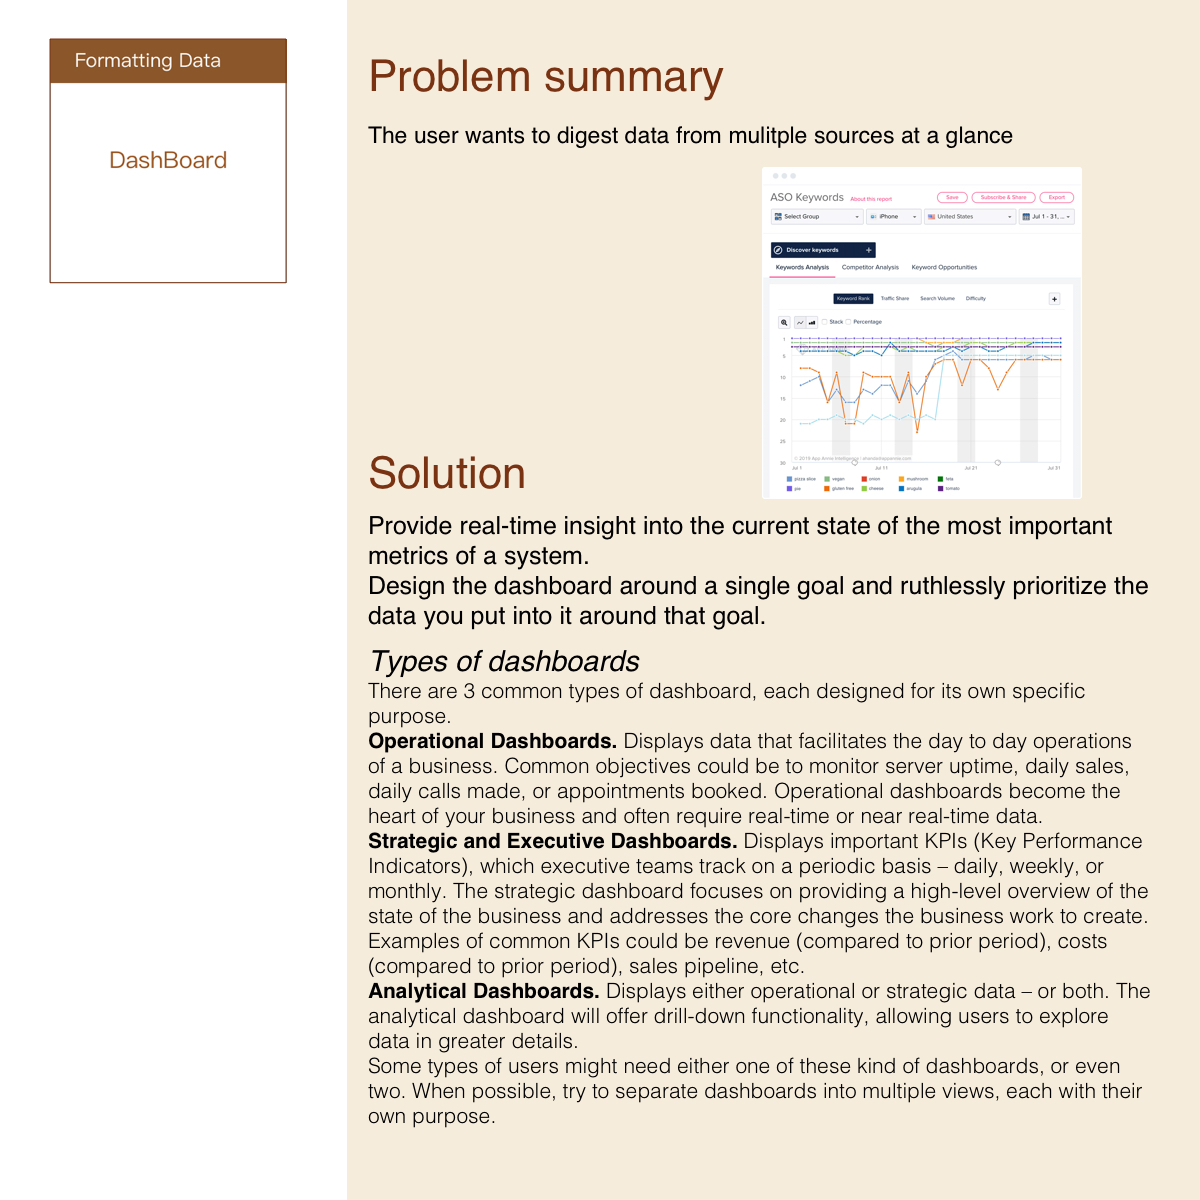 Formatting Data
DashBoard
Problem summary
The user wants to digest data from mulitple sources at a glance
ASO Keywords
About this report
Save
Subscribe & Share
Export
Select Group
iPhone
United States
Jul 1 - 31, ...
Discover keywords
Keywords Analysis
Competitor Analysis
Keyword Opportunities
Keyword Rank
Traffic Share
Search Volume
Difficulty
Stack
Percentage
1
5
10
15
20
25
30
© 2019 App Annie Intelligence
Jul 1
Jul 11
Jul 21
Jul 31
pizza slice
vegan
onion
mushroom
feta
pie
gluten free
cheese
arugula
tomato
Solution
Provide real-time insight into the current state of the most important
metrics of a system.
Design the dashboard around a single goal and ruthlessly prioritize the
data you put into it around that goal.
Types of dashboards
There are 3 common types of dashboard, each designed for its own specific
purpose.
Operational Dashboards. Displays data that facilitates the day to day operations
of a business. Common objectives could be to monitor server uptime, daily sales,
daily calls made, or appointments booked. Operational dashboards become the
heart of your business and often require real-time or near real-time data.
Strategic and Executive Dashboards. Displays important KPIs (Key Performance
Indicators), which executive teams track on a periodic basis – daily, weekly, or
monthly. The strategic dashboard focuses on providing a high-level overview of the
state of the business and addresses the core changes the business work to create.
Examples of common KPIs could be revenue (compared to prior period), costs
(compared to prior period), sales pipeline, etc.
Analytical Dashboards. Displays either operational or strategic data – or both. The
analytical dashboard will offer drill-down functionality, allowing users to explore
data in greater details.
Some types of users might need either one of these kind of dashboards, or even
two. When possible, try to separate dashboards into multiple views, each with their
own purpose.